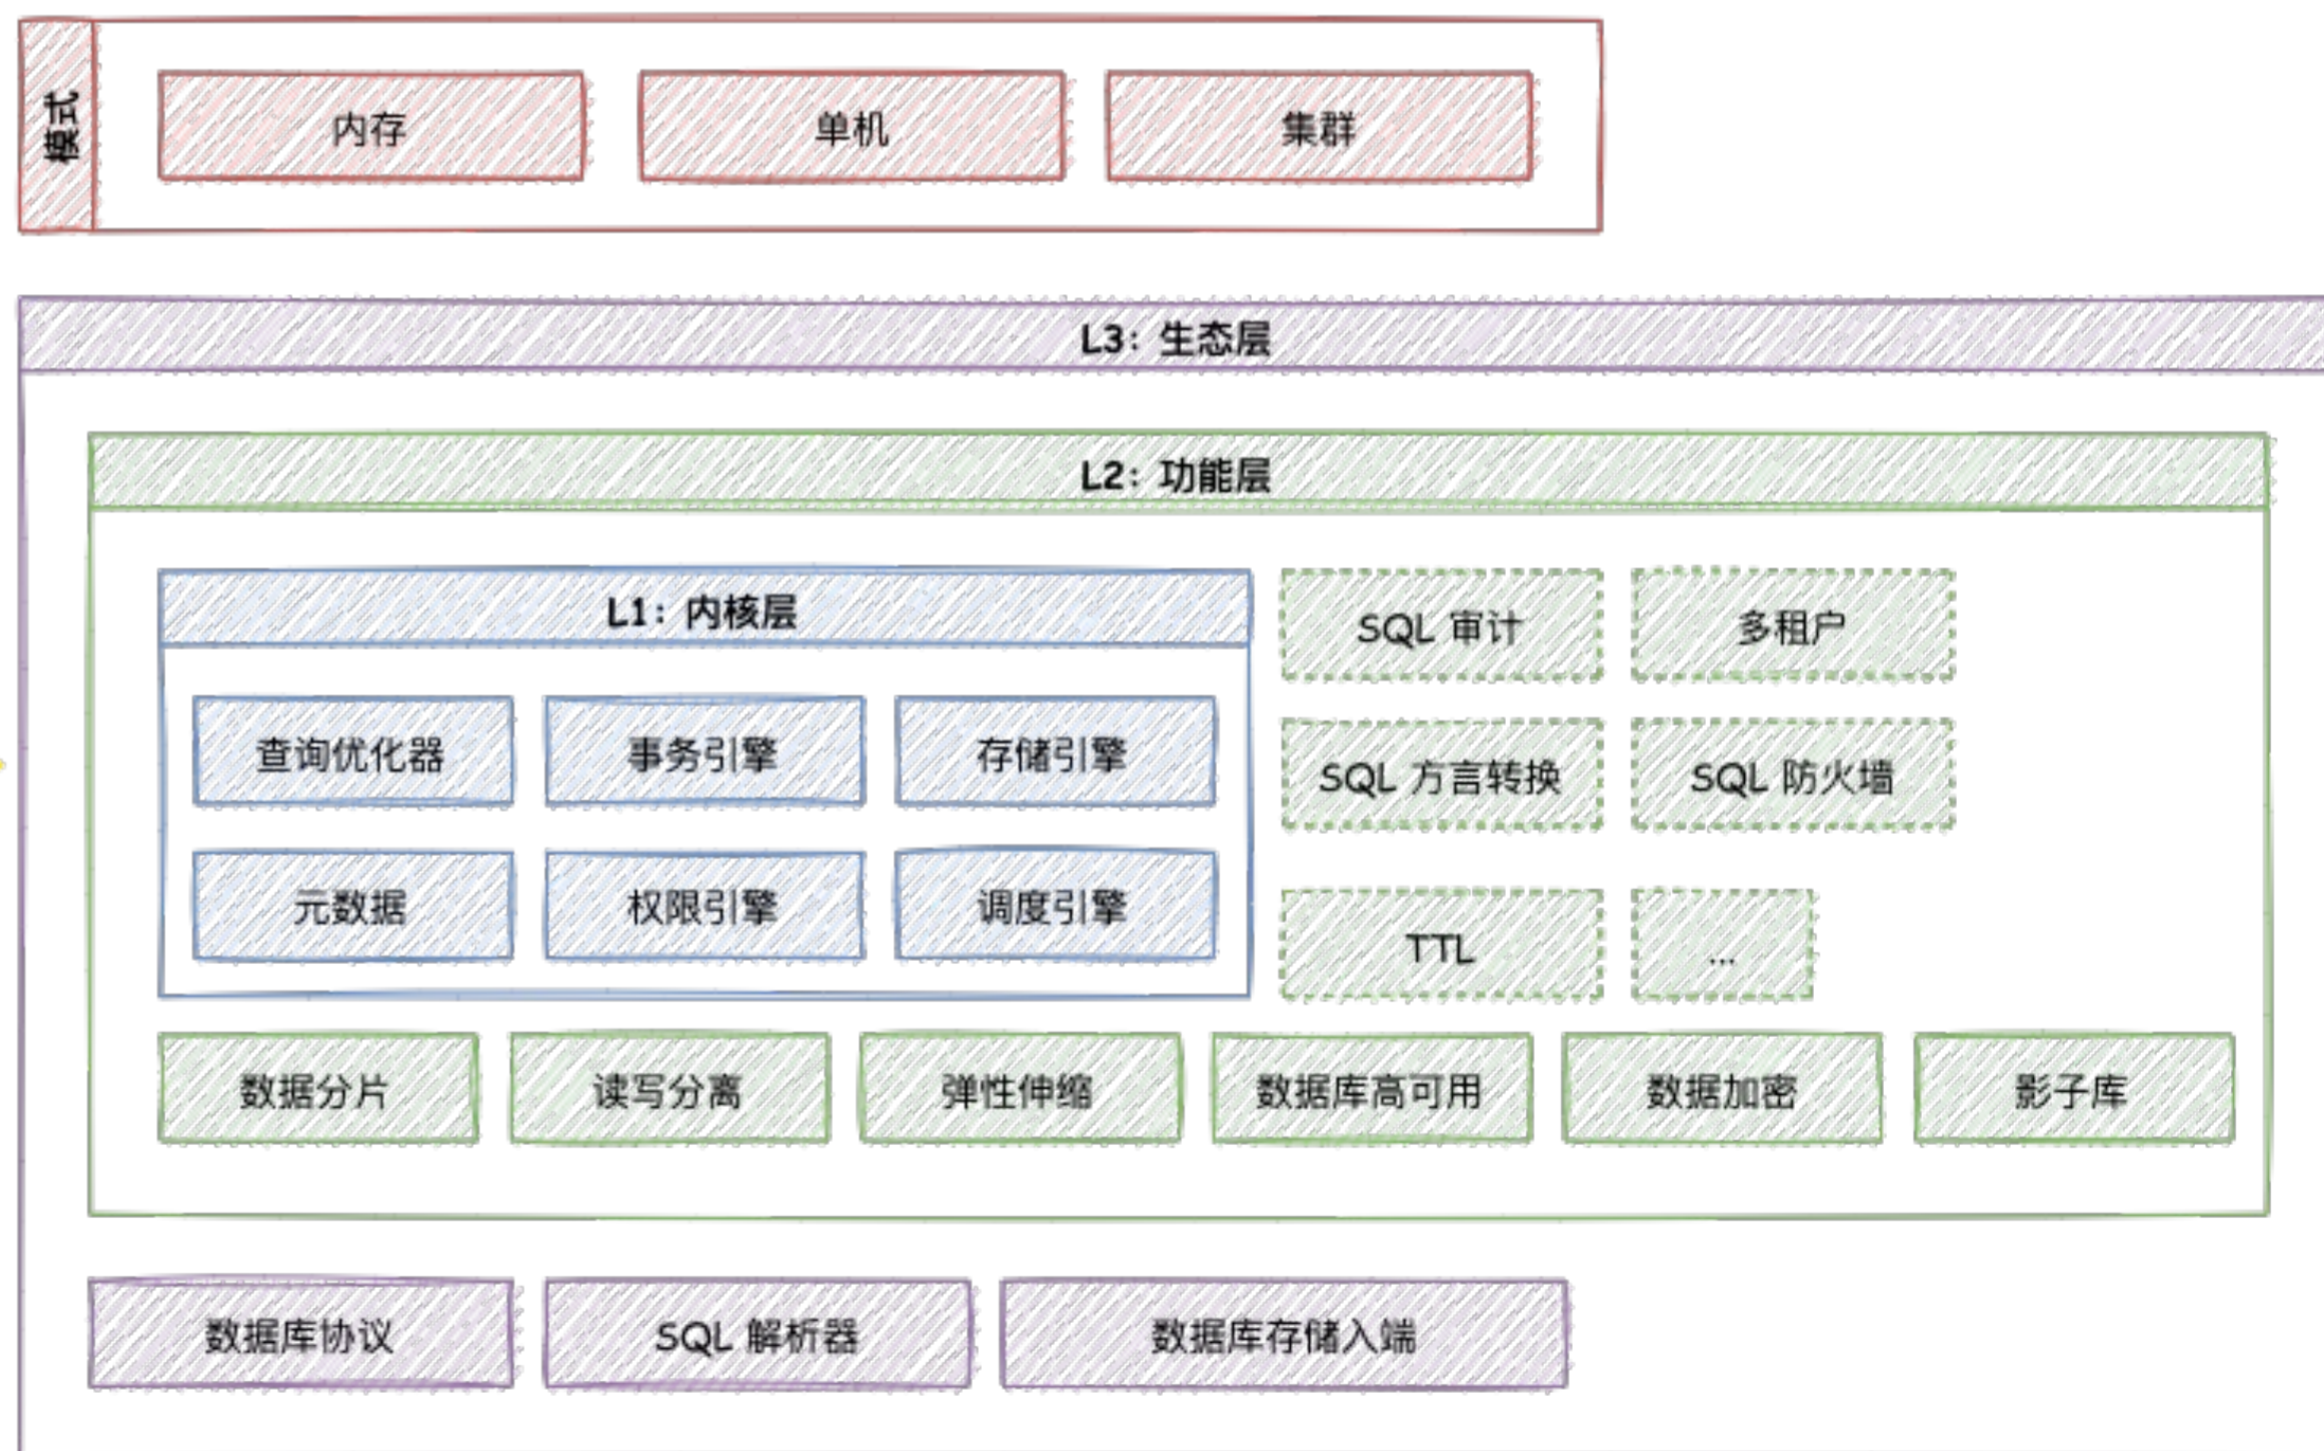 模式
内存
单机
集群
L3：生态层
L2：功能层
L1：内核层
查询优化器
事务引擎
存储引擎
元数据
权限引擎
调度引擎
SQL 审计
多租户
SQL 方言转换
SQL 防火墙
TTL
...
数据分片
读写分离
弹性伸缩
数据库高可用
数据加密
影子库
数据库协议
SQL 解析器
数据库存储入端